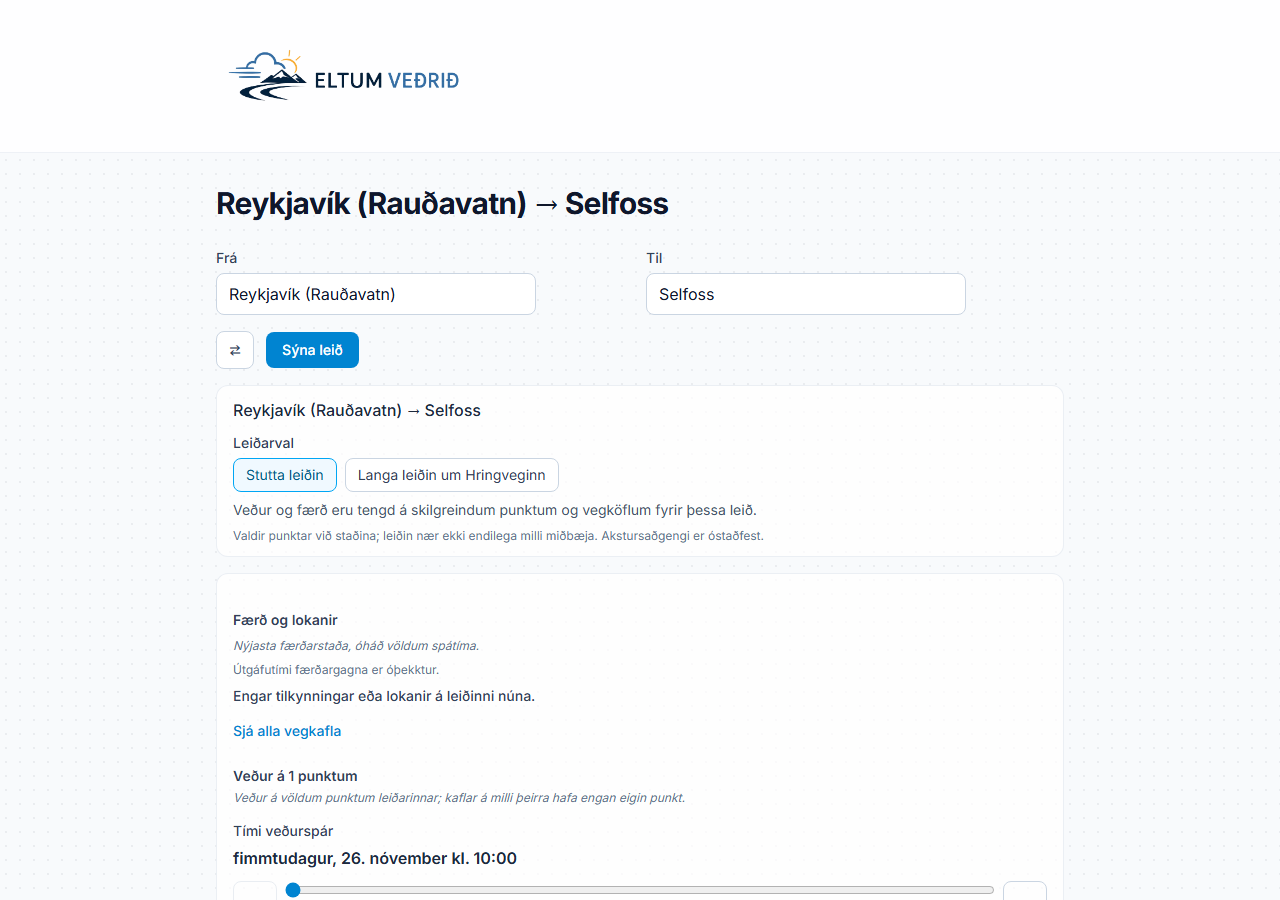 ELTUM VEÐRIÐ
Reykjavík (Rauðavatn) → Selfoss
Frá
Til
Reykjavík (Rauðavatn)
Selfoss
⇄
Sýna leið
Reykjavík (Rauðavatn) → Selfoss
Leiðarval
Stutta leiðin
Langa leiðin um Hringveginn
Veður og færð eru tengd á skilgreindum punktum og vegköflum fyrir þessa leið.
Valdir punktar við staðina; leiðin nær ekki endilega milli miðbæja. Akstursaðgengi er óstaðfest.
Færð og lokanir
Nýjasta færðarstaða, óháð völdum spátíma.
Útgáfutími færðargagna er óþekktur.
Engar tilkynningar eða lokanir á leiðinni núna.
Sjá alla vegkafla
Veður á 1 punktum
Veður á völdum punktum leiðarinnar; kaflar á milli þeirra hafa engan eigin punkt.
Tími veðurspár
fimmtudagur, 26. nóvember kl. 10:00